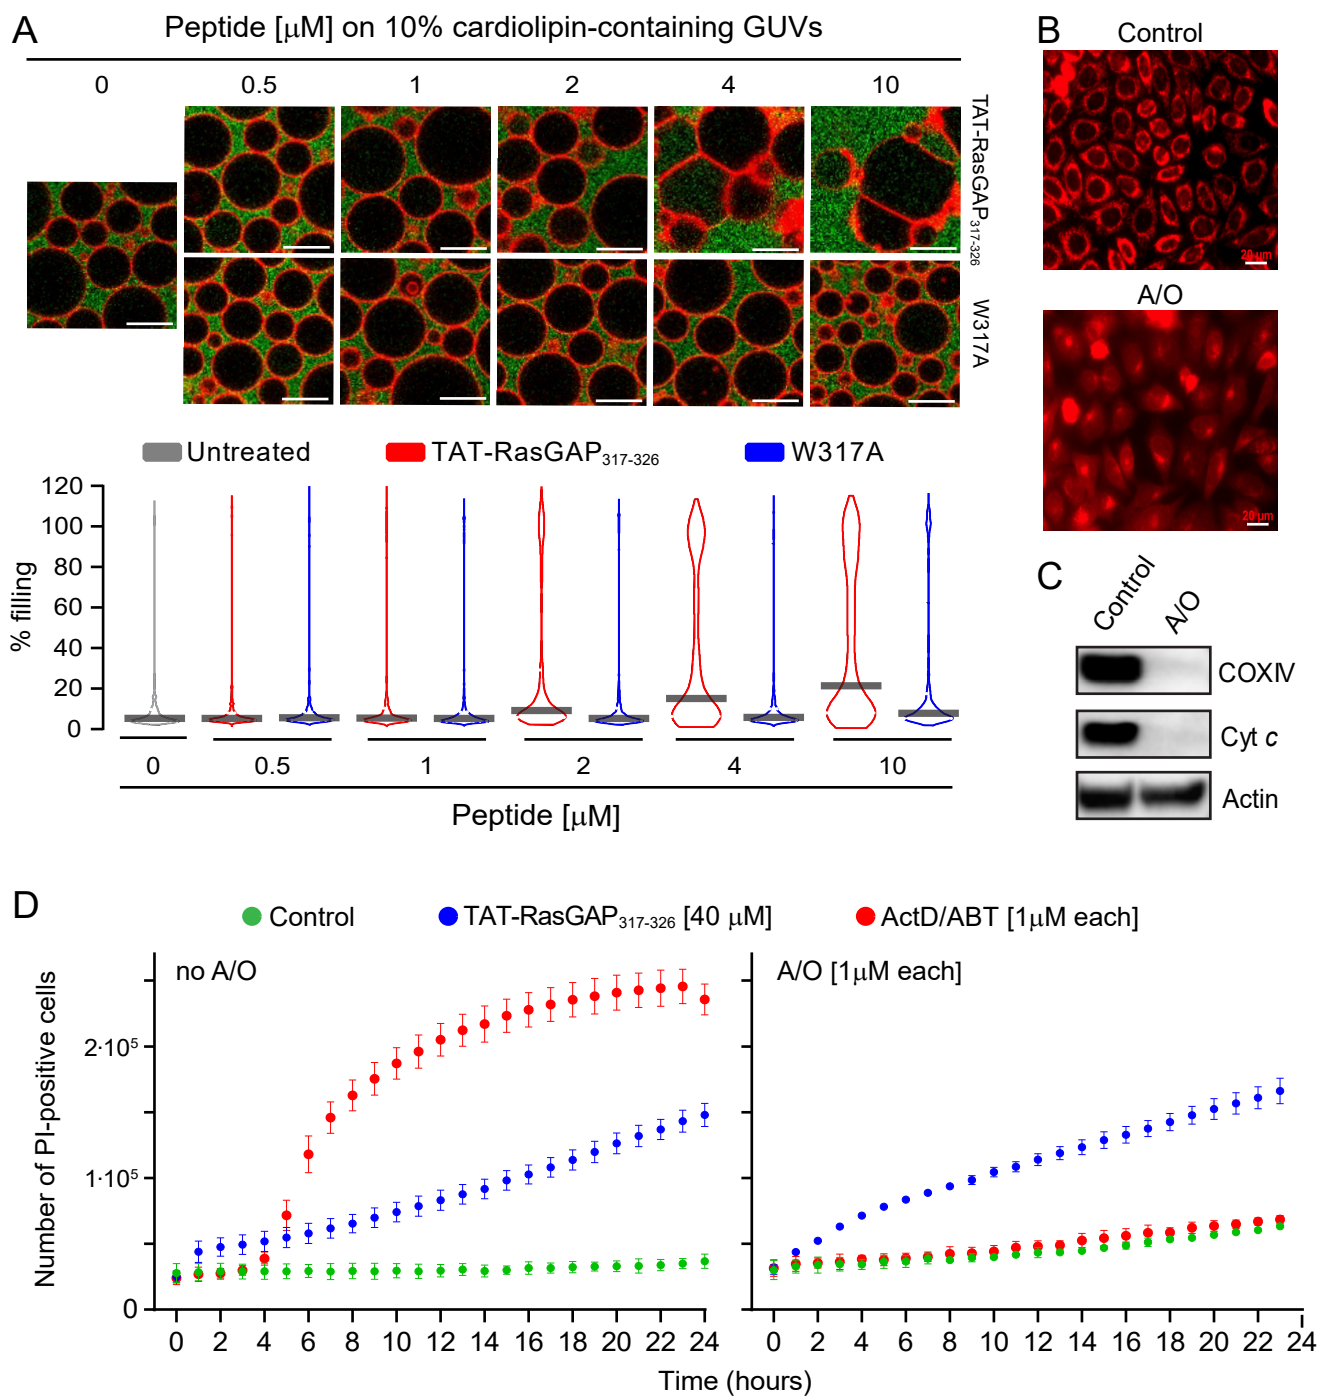 A
Peptide [μM] on 10% cardiolipin-containing GUVs
0 0.5 1 2 4 10
TAT-RasGAP317-326
W317A
Untreated TAT-RasGAP317-326 W317A
% filling
120
100
80
60
40
20
0
0 0.5 1 2 4 10
Peptide [μM]
B
Control
20 μm
A/O
20 μm
C
Control A/O
COXIV
Cyt c
Actin
D
Control TAT-RasGAP317-326 [40 μM] ActD/ABT [1μM each]
no A/O
A/O [1μM each]
Number of PI-positive cells
2·10⁵
1·10⁵
0
0 2 4 6 8 10 12 14 16 18 20 22 24
0 2 4 6 8 10 12 14 16 18 20 22 24
Time (hours)